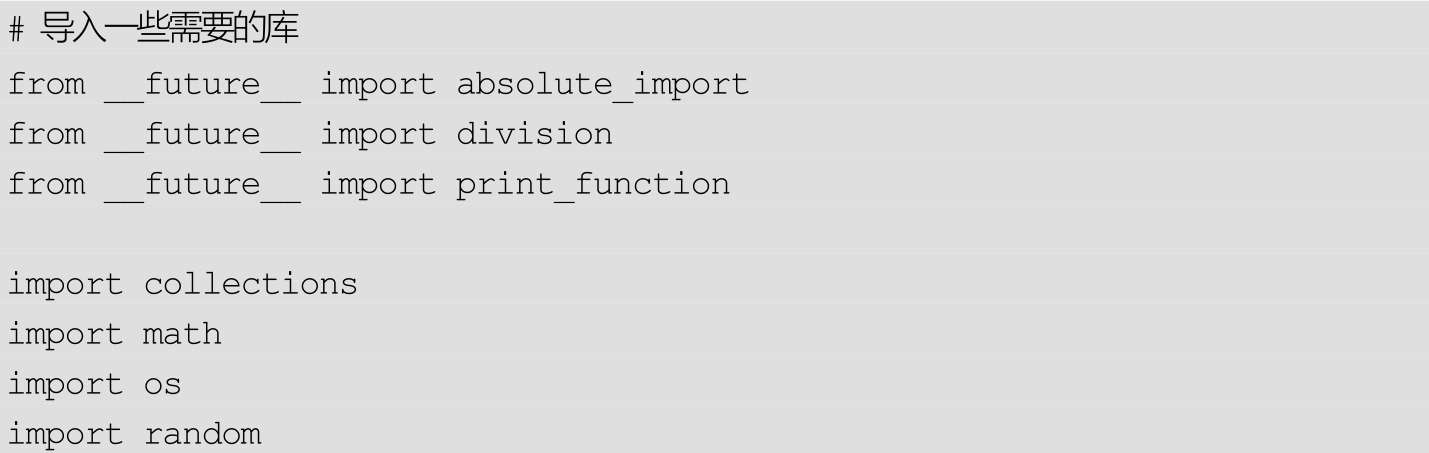 # 导入一些需要的库
from __future__ import absolute_import
from __future__ import division
from __future__ import print_function
import collections
import math
import os
import random